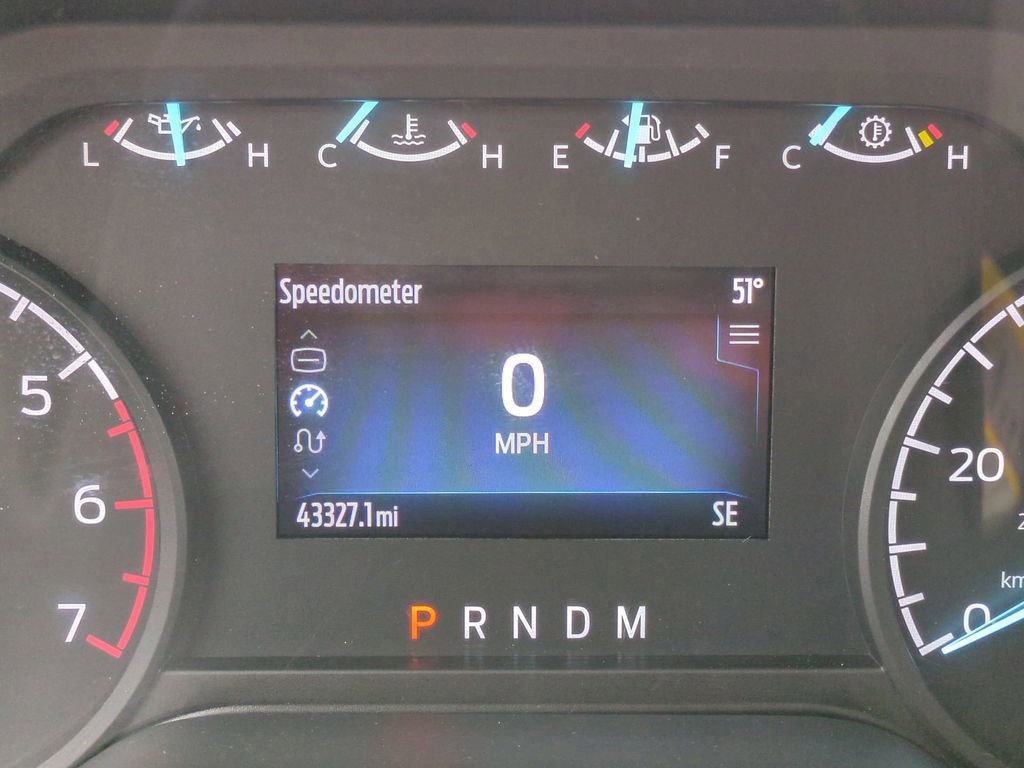 L H C H E F C H
Speedometer 51°
0
MPH
43327.1mi SE
P R N D M
5
6
7
20
0